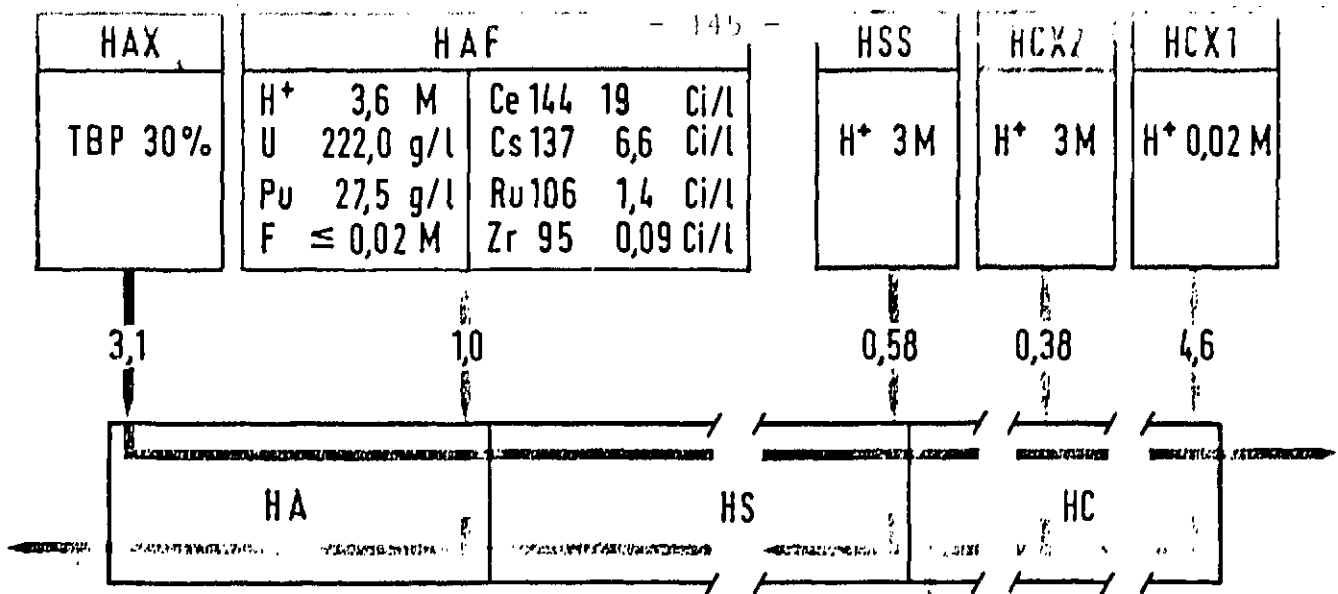 - 145 -
HAX HAF HSS HCX2 HCX1
H⁺ 3,6 M Ce 144 19 Ci/l
TBP 30% U 222,0 g/l Cs 137 6,6 Ci/l H⁺ 3M H⁺ 3M H⁺ 0,02 M
Pu 27,5 g/l Ru 106 1,4 Ci/l
F ≤ 0,02 M Zr 95 0,09 Ci/l
3,1 1,0 0,58 0,38 4,6
HA HS HC